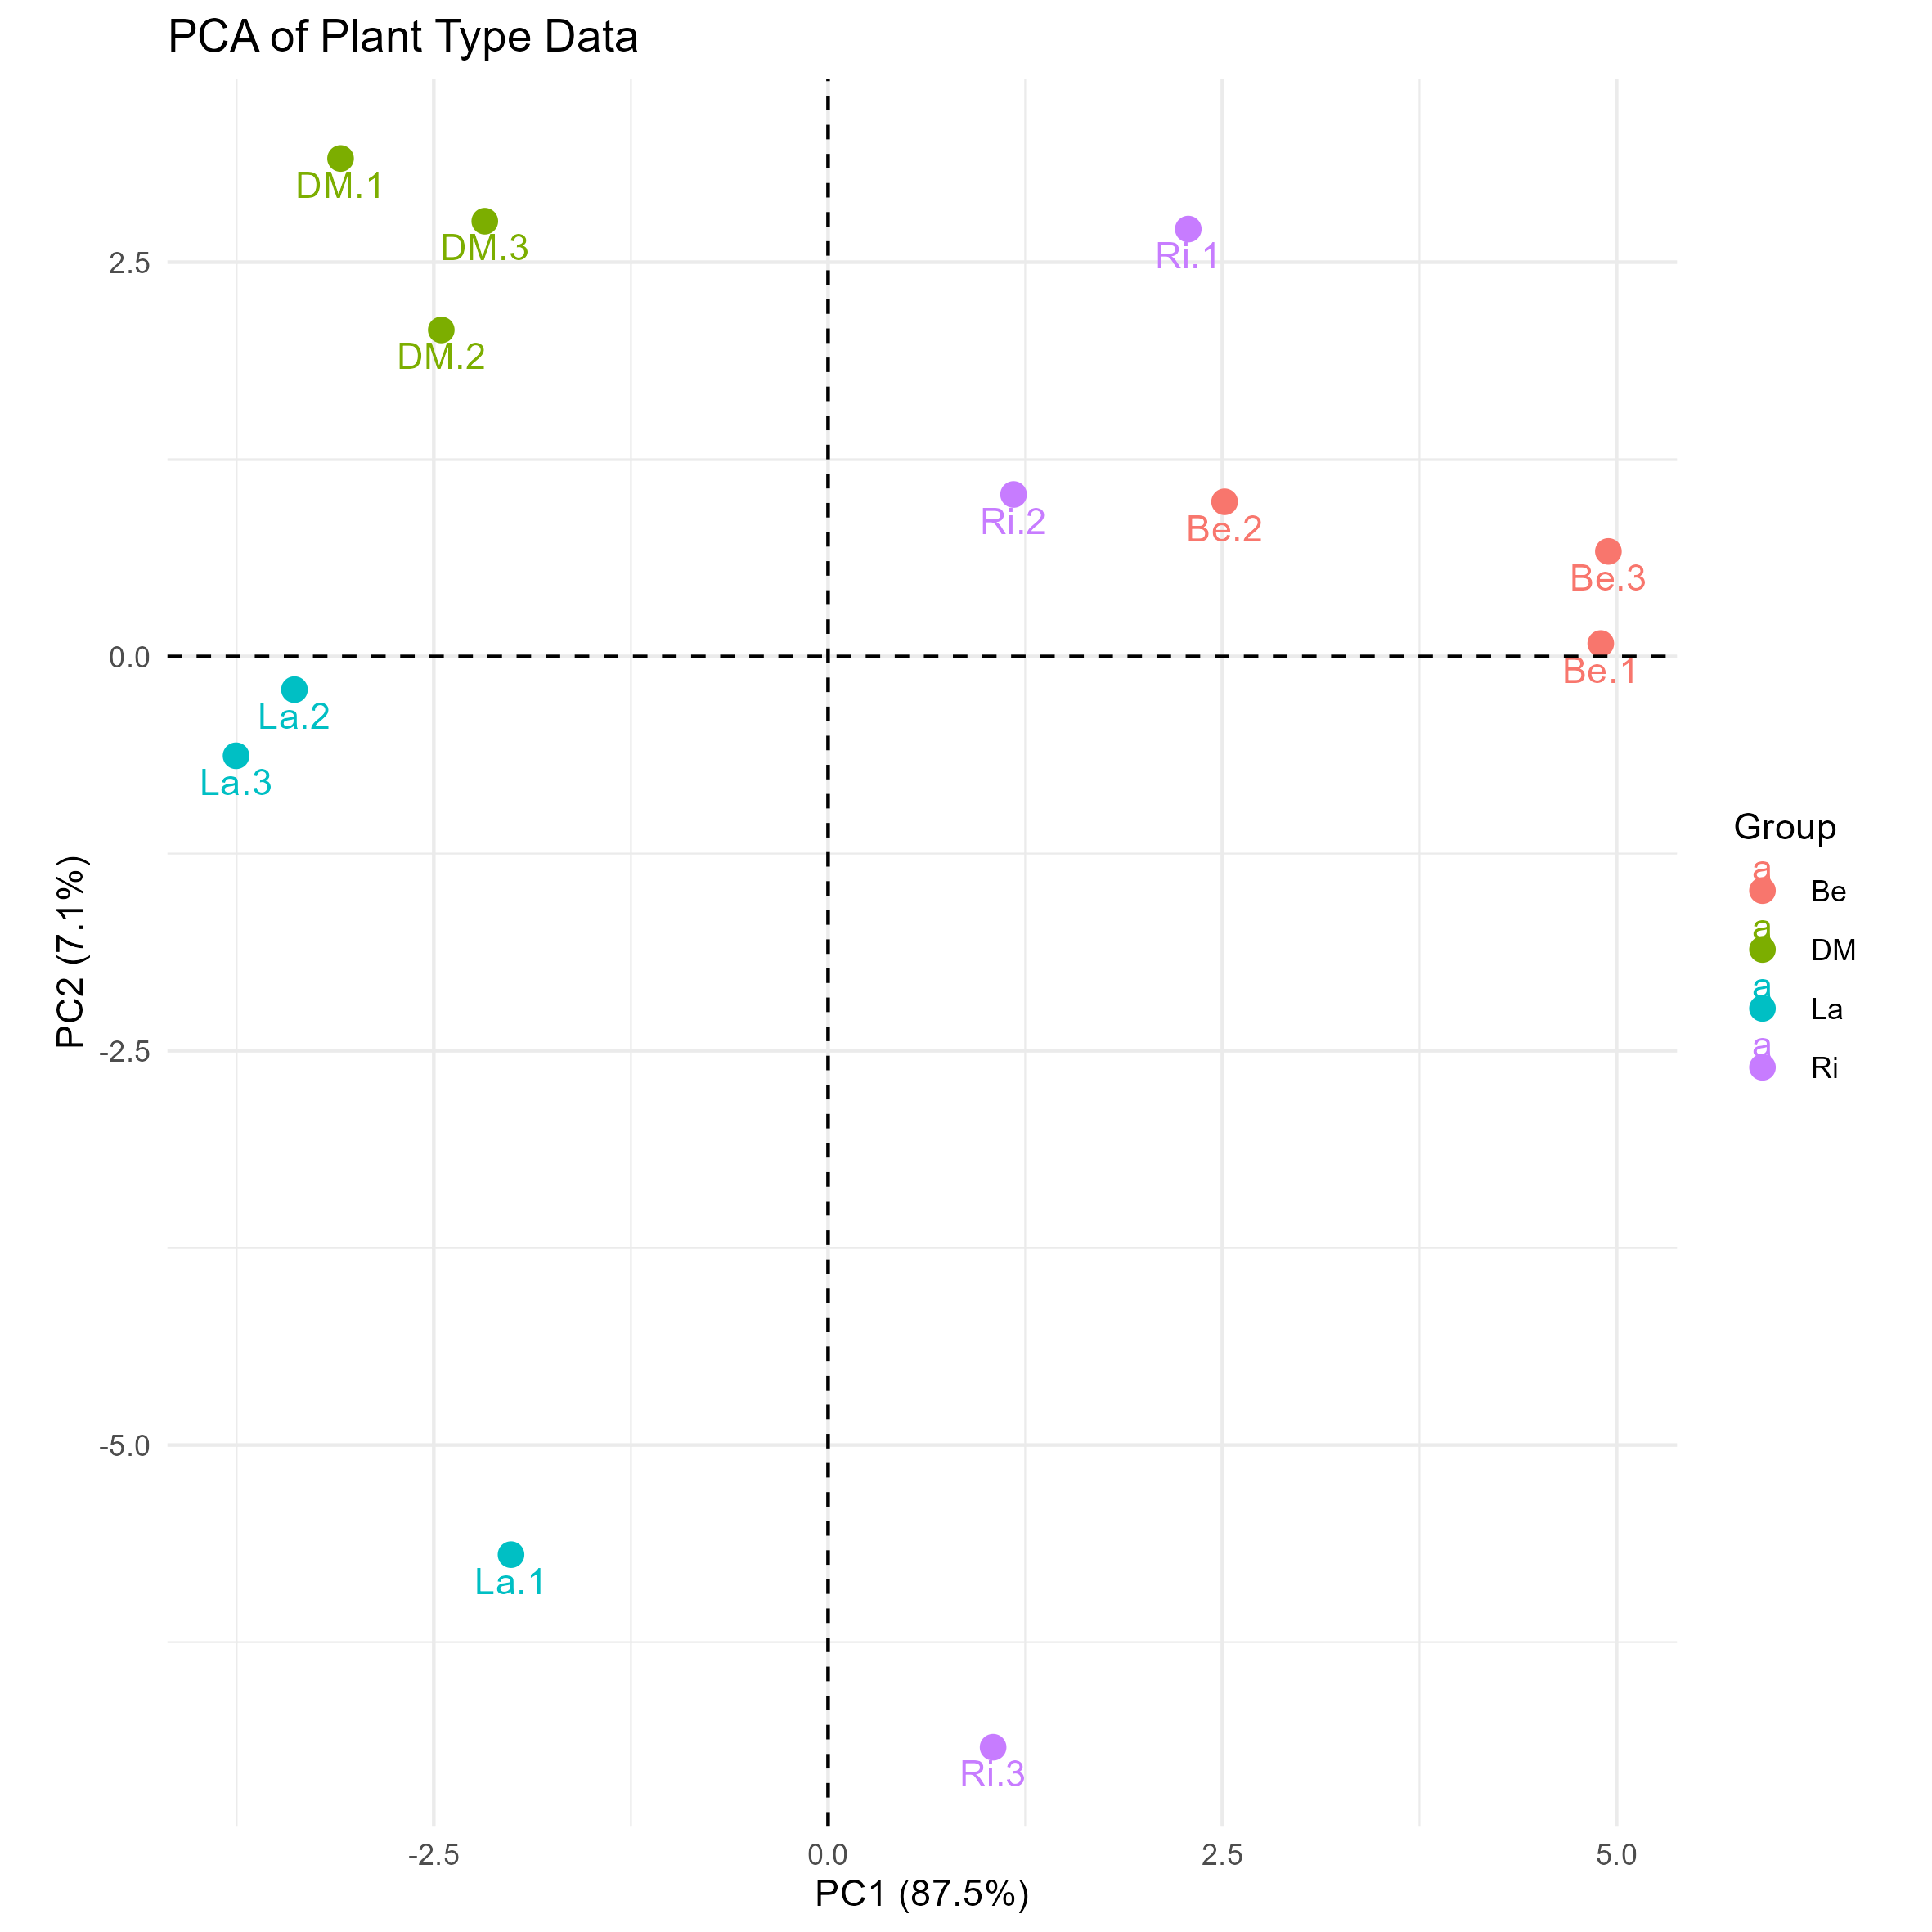 PCA of Plant Type Data
DM.1
DM.3
Ri.1
2.5
DM.2
Ri.2
Be.2
Be.3
0.0
Be.1
La.2
La.3
Group
a
Be
a
DM
a
La
a
Ri
PC2 (7.1%)
-2.5
-5.0
La.1
Ri.3
-2.5
0.0
2.5
5.0
PC1 (87.5%)